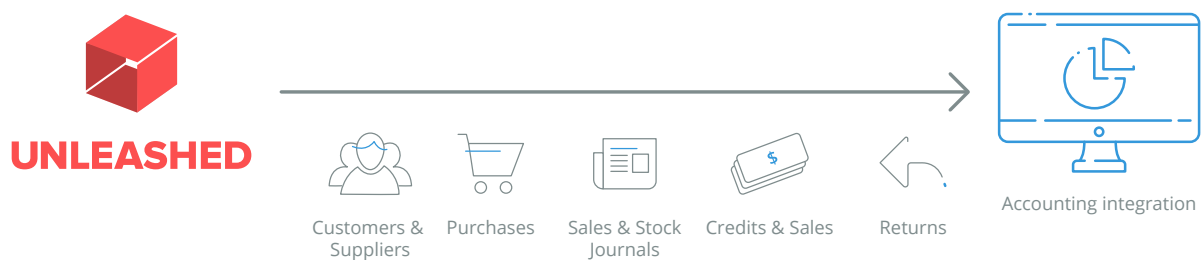 UNLEASHED
Customers &
Suppliers
Purchases
Sales & Stock
Journals
$
Credits & Sales
Returns
Accounting integration